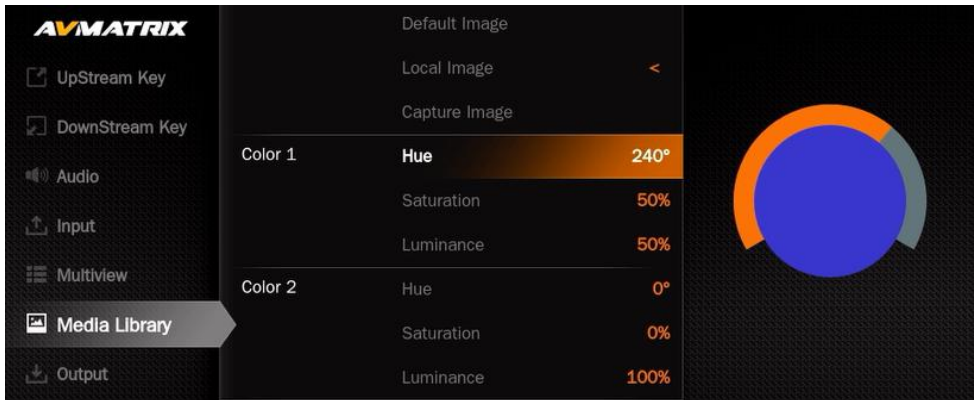 AVMATRIX
UpStream Key
DownStream Key
Audio
Input
Multiview
Media Library
Output
Default Image
Local Image <
Capture Image
Color 1 Hue 240°
Saturation 50%
Luminance 50%
Color 2 Hue 0°
Saturation 0%
Luminance 100%